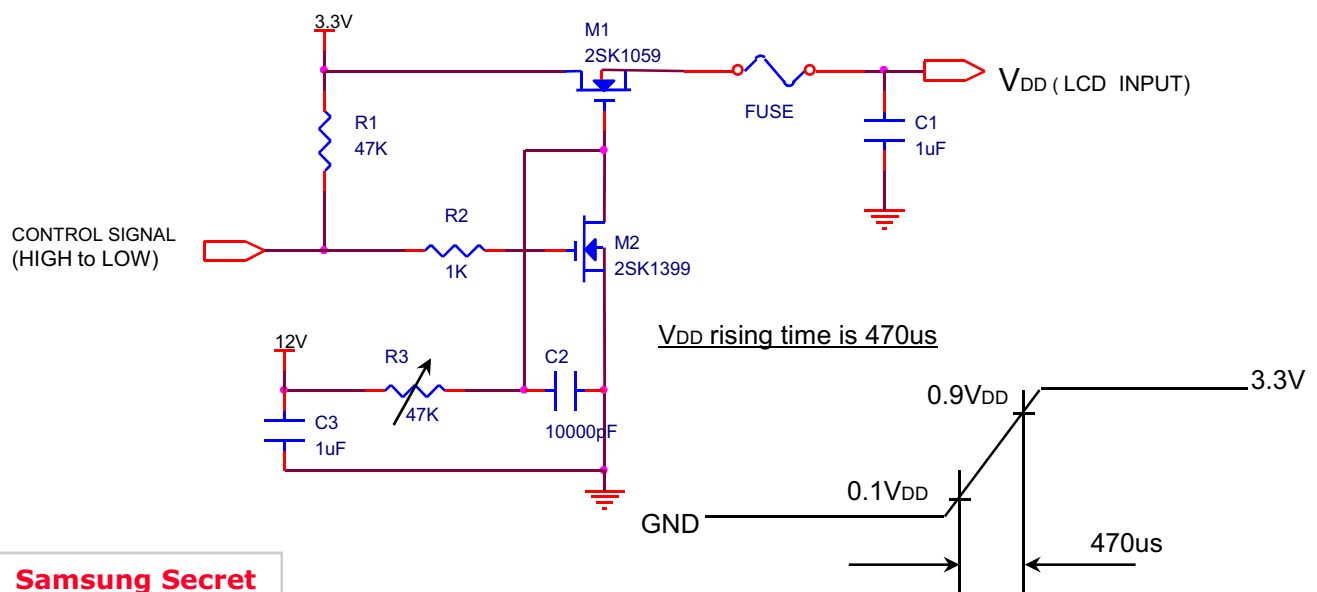 3.3V
M1
2SK1059
VDD ( LCD INPUT)
FUSE
R1
47K
C1
1uF
CONTROL SIGNAL
(HIGH to LOW)
R2
1K
M2
2SK1399
12V
R3
47K
C2
10000pF
C3
1uF
VDD rising time is 470us
0.9VDD
3.3V
0.1VDD
GND
470us
Samsung Secret